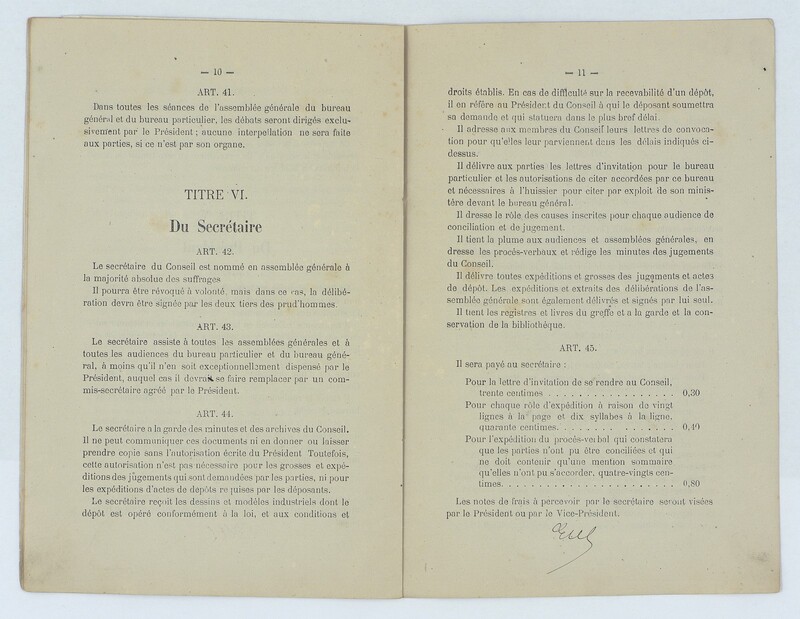 — 10 —
ART. 41.
Dans toutes les séances de l'assemblée générale du bureau
général et du bureau particulier, les débats seront dirigés exclu-
sivement par le Président ; aucune interpellation ne sera faite
aux parties, si ce n'est par son organe.
TITRE VI.
Du Secrétaire
ART. 42.
Le secrétaire du Conseil est nommé en assemblée générale à
la majorité absolue des suffrages
Il pourra être révoqué à volonté, mais dans ce cas, la délibé-
ration devra être signée par les deux tiers des prud'hommes.
ART. 43.
Le secrétaire assiste à toutes les assemblées générales et à
toutes les audiences du bureau particulier et du bureau géné-
ral, à moins qu'il n'en soit exceptionnellement dispensé par le
Président, auquel cas il devrait se faire remplacer par un com-
mis-secrétaire agréé par le Président.
ART. 44.
Le secrétaire a la garde des minutes et des archives du Conseil.
Il ne peut communiquer ces documents ni en donner ou laisser
prendre copie sans l'autorisation écrite du Président Toutefois,
cette autorisation n'est pas nécessaire pour les grosses et expé-
ditions des jugements qui sont demandées par les parties, ni pour
les expéditions d'actes de dépôts requises par les déposants.
Le secrétaire reçoit les dessins et modèles industriels dont le
dépôt est opéré conformément à la loi, et aux conditions et
— 11 —
droits établis. En cas de difficulté sur la recevabilité d'un dépôt,
il en réfère au Président du Conseil à qui le déposant soumettra
sa demande et qui statuera dans le plus bref délai.
Il adresse aux membres du Conseil leurs lettres de convoca-
tion pour qu'elles leur parviennent dans les délais indiqués ci-
dessus.
Il délivre aux parties les lettres d'invitation pour le bureau
particulier et les autorisations de citer accordées par ce bureau
et nécessaires à l'huissier pour citer par exploit de son minis-
tère devant le bureau général.
Il dresse le rôle des causes inscrites pour chaque audience de
conciliation et de jugement.
Il tient la plume aux audiences et assemblées générales, en
dresse les procès-verbaux et rédige les minutes des jugements
du Conseil.
Il délivre toutes expéditions et grosses des jugements et actes
de dépôt. Les expéditions et extraits des délibérations de l'as-
semblée générale sont également délivrés et signés par lui seul.
Il tient les registres et livres du greffe et a la garde et la con-
servation de la bibliothèque.
ART. 45.
Il sera payé au secrétaire :
Pour la lettre d'invitation de se rendre au Conseil,
trente centimes . . . . . . . . . . . . . . . . . 0,30
Pour chaque rôle d'expédition à raison de vingt
lignes à la page et dix syllabes à la ligne,
quarante centimes. . . . . . . . . . . . . . . . 0,40
Pour l'expédition du procès-verbal qui constatera
que les parties n'ont pu être conciliées et qui
ne doit contenir qu'une mention sommaire
qu'elles n'ont pu s'accorder, quatre-vingts cen-
times. . . . . . . . . . . . . . . . . . . . . . 0,80
Les notes de frais à percevoir par le secrétaire seront visées
par le Président ou par le Vice-Président.